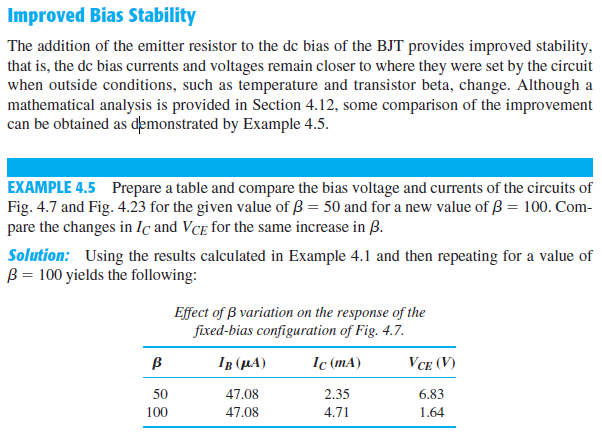 Improved Bias Stability
The addition of the emitter resistor to the dc bias of the BJT provides improved stability,
that is, the dc bias currents and voltages remain closer to where they were set by the circuit
when outside conditions, such as temperature and transistor beta, change. Although a
mathematical analysis is provided in Section 4.12, some comparison of the improvement
can be obtained as demonstrated by Example 4.5.
EXAMPLE 4.5 Prepare a table and compare the bias voltage and currents of the circuits of
Fig. 4.7 and Fig. 4.23 for the given value of β = 50 and for a new value of β = 100. Com-
pare the changes in I_C and V_CE for the same increase in β.
Solution: Using the results calculated in Example 4.1 and then repeating for a value of
β = 100 yields the following:
Effect of β variation on the response of the
fixed-bias configuration of Fig. 4.7.
β I_B (μA) I_C (mA) V_CE (V)
50 47.08 2.35 6.83
100 47.08 4.71 1.64